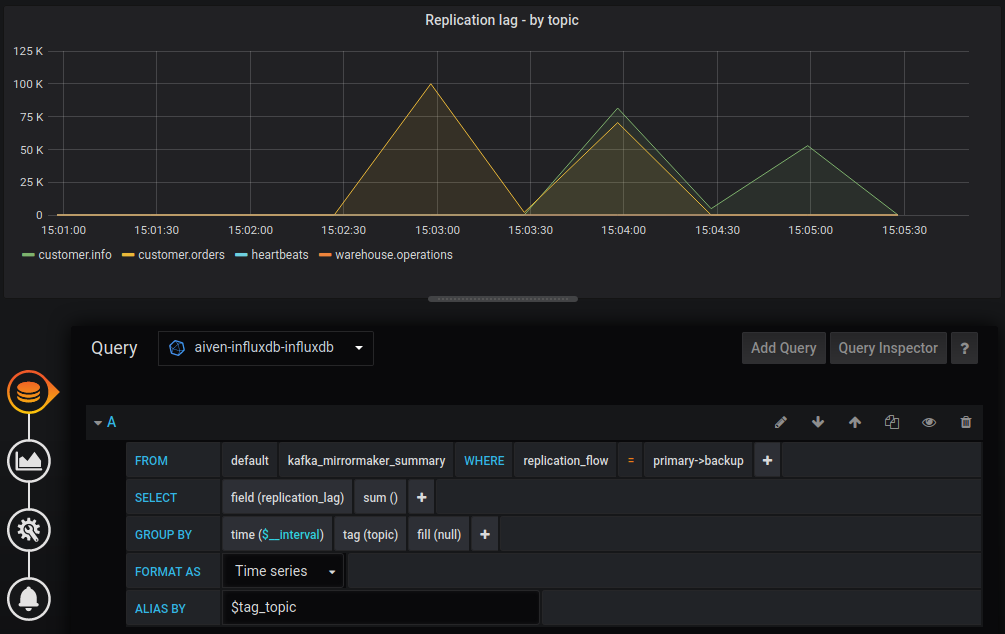 Replication lag - by topic
125 K
100 K
75 K
50 K
25 K
0
15:01:00 15:01:30 15:02:00 15:02:30 15:03:00 15:03:30 15:04:00 15:04:30 15:05:00 15:05:30
customer.info customer.orders heartbeats warehouse.operations
Query aiven-influxdb-influxdb Add Query Query Inspector ?
A
FROM default kafka_mirrormaker_summary WHERE replication_flow = primary->backup +
SELECT field (replication_lag) sum () +
GROUP BY time ($__interval) tag (topic) fill (null) +
FORMAT AS Time series
ALIAS BY $tag_topic